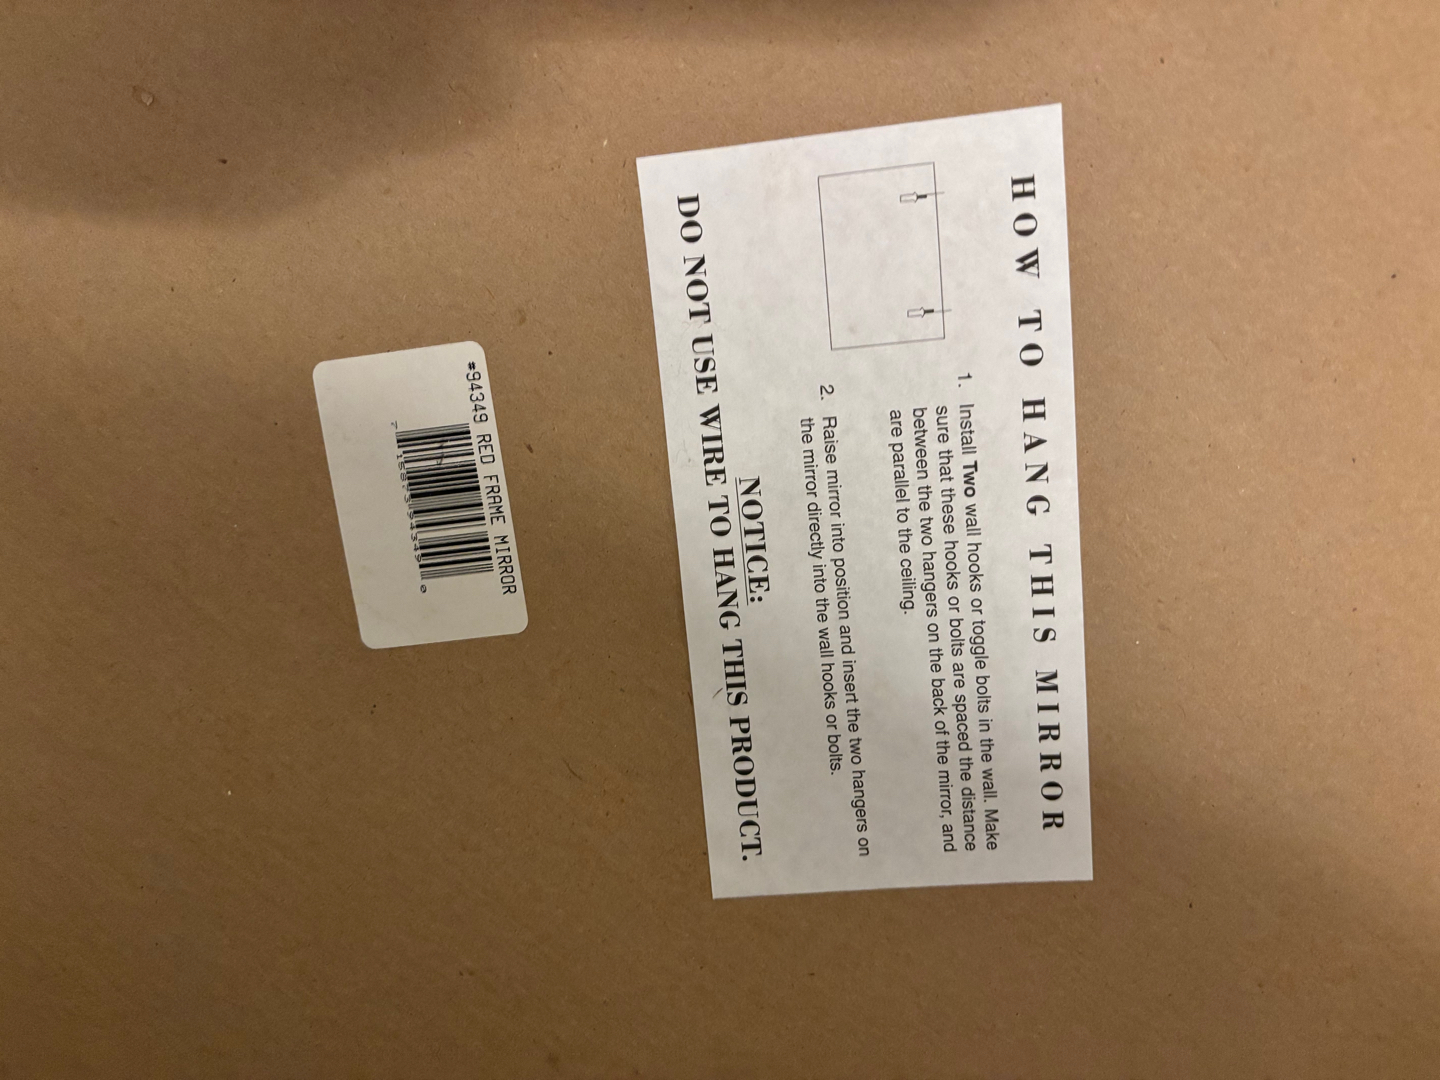 HOW TO HANG THIS MIRROR
1. Install Two wall hooks or toggle bolts in the wall. Make
sure that these hooks or bolts are spaced the distance
between the two hangers on the back of the mirror, and
are parallel to the ceiling.
2. Raise mirror into position and insert the two hangers on
the mirror directly into the wall hooks or bolts.
NOTICE:
DO NOT USE WIRE TO HANG THIS PRODUCT.
#94349 RED FRAME MIRROR